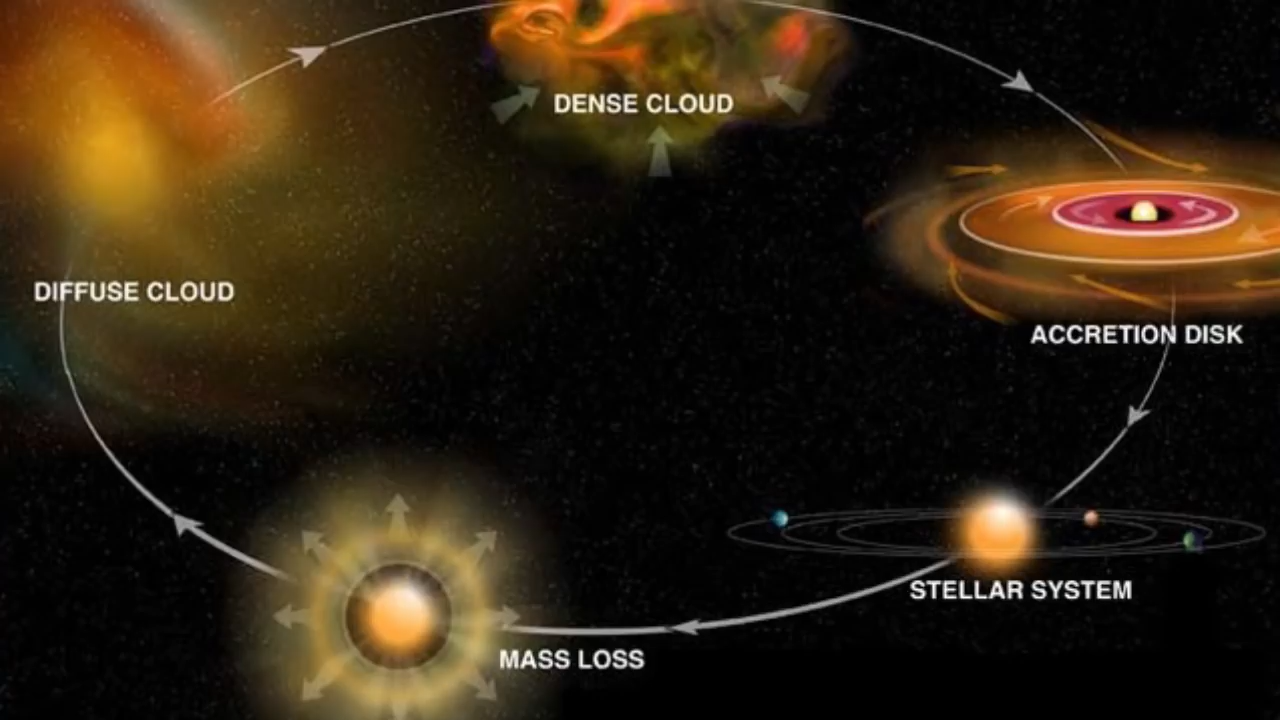 DENSE CLOUD
DIFFUSE CLOUD
ACCRETION DISK
STELLAR SYSTEM
MASS LOSS